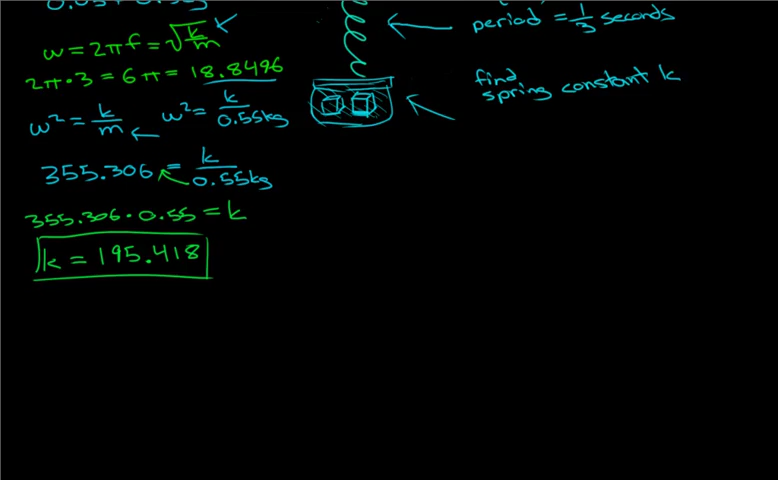 period = 1/3 seconds
ω = 2πf = √(k/m)
2π·3 = 6π = 18.8496
find
spring constant k
ω² = k/m ω² = k/0.55kg
355.306 = k/0.55kg
355.306·0.55 = k
k = 195.418